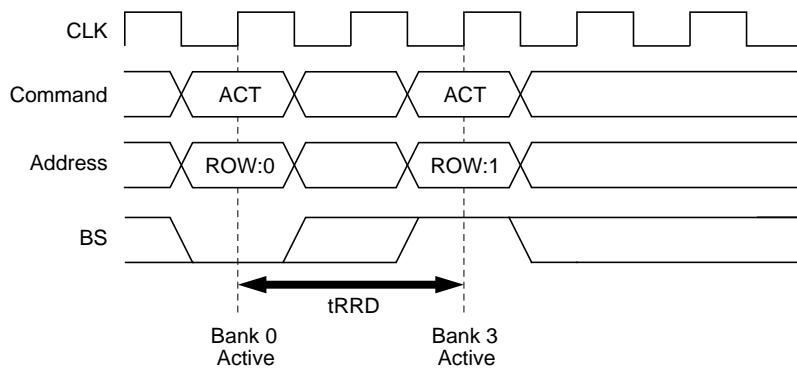 CLK
Command
ACT
ACT
Address
ROW:0
ROW:1
BS
tRRD
Bank 0
Active
Bank 3
Active